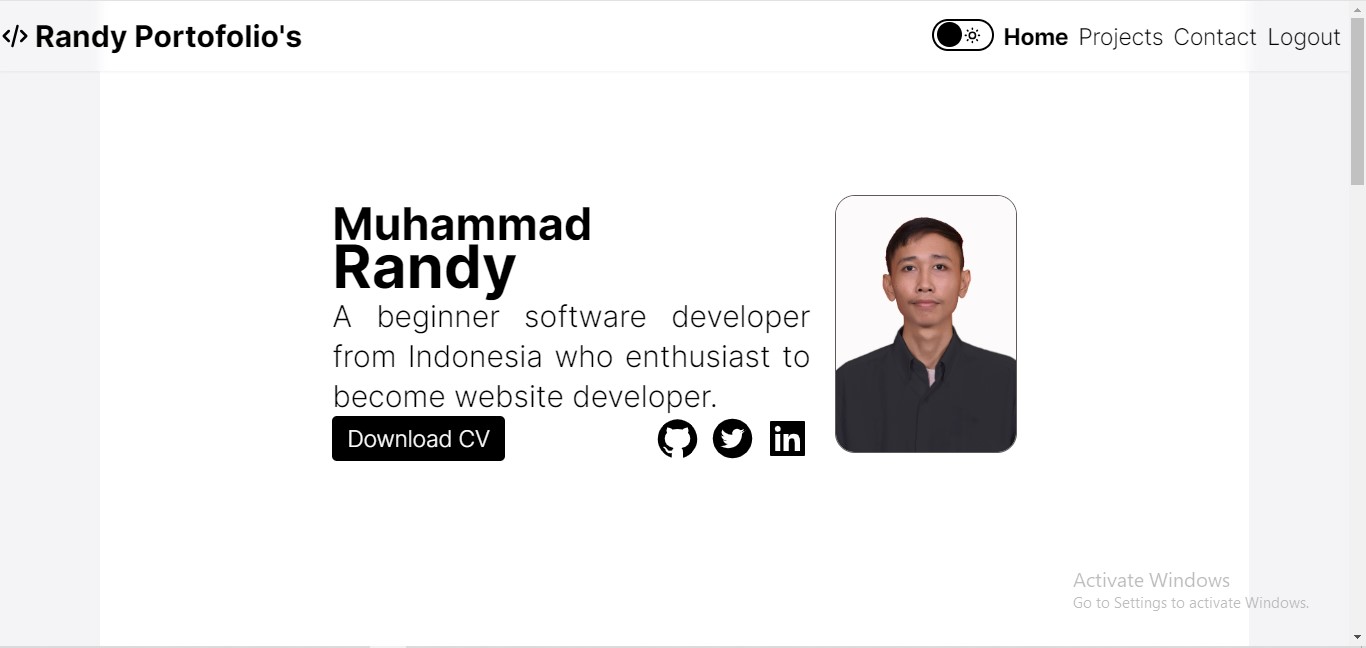 </> Randy Portofolio's
Home Projects Contact Logout
Muhammad
Randy
A beginner software developer
from Indonesia who enthusiast to
become website developer.
Download CV
in
Activate Windows
Go to Settings to activate Windows.